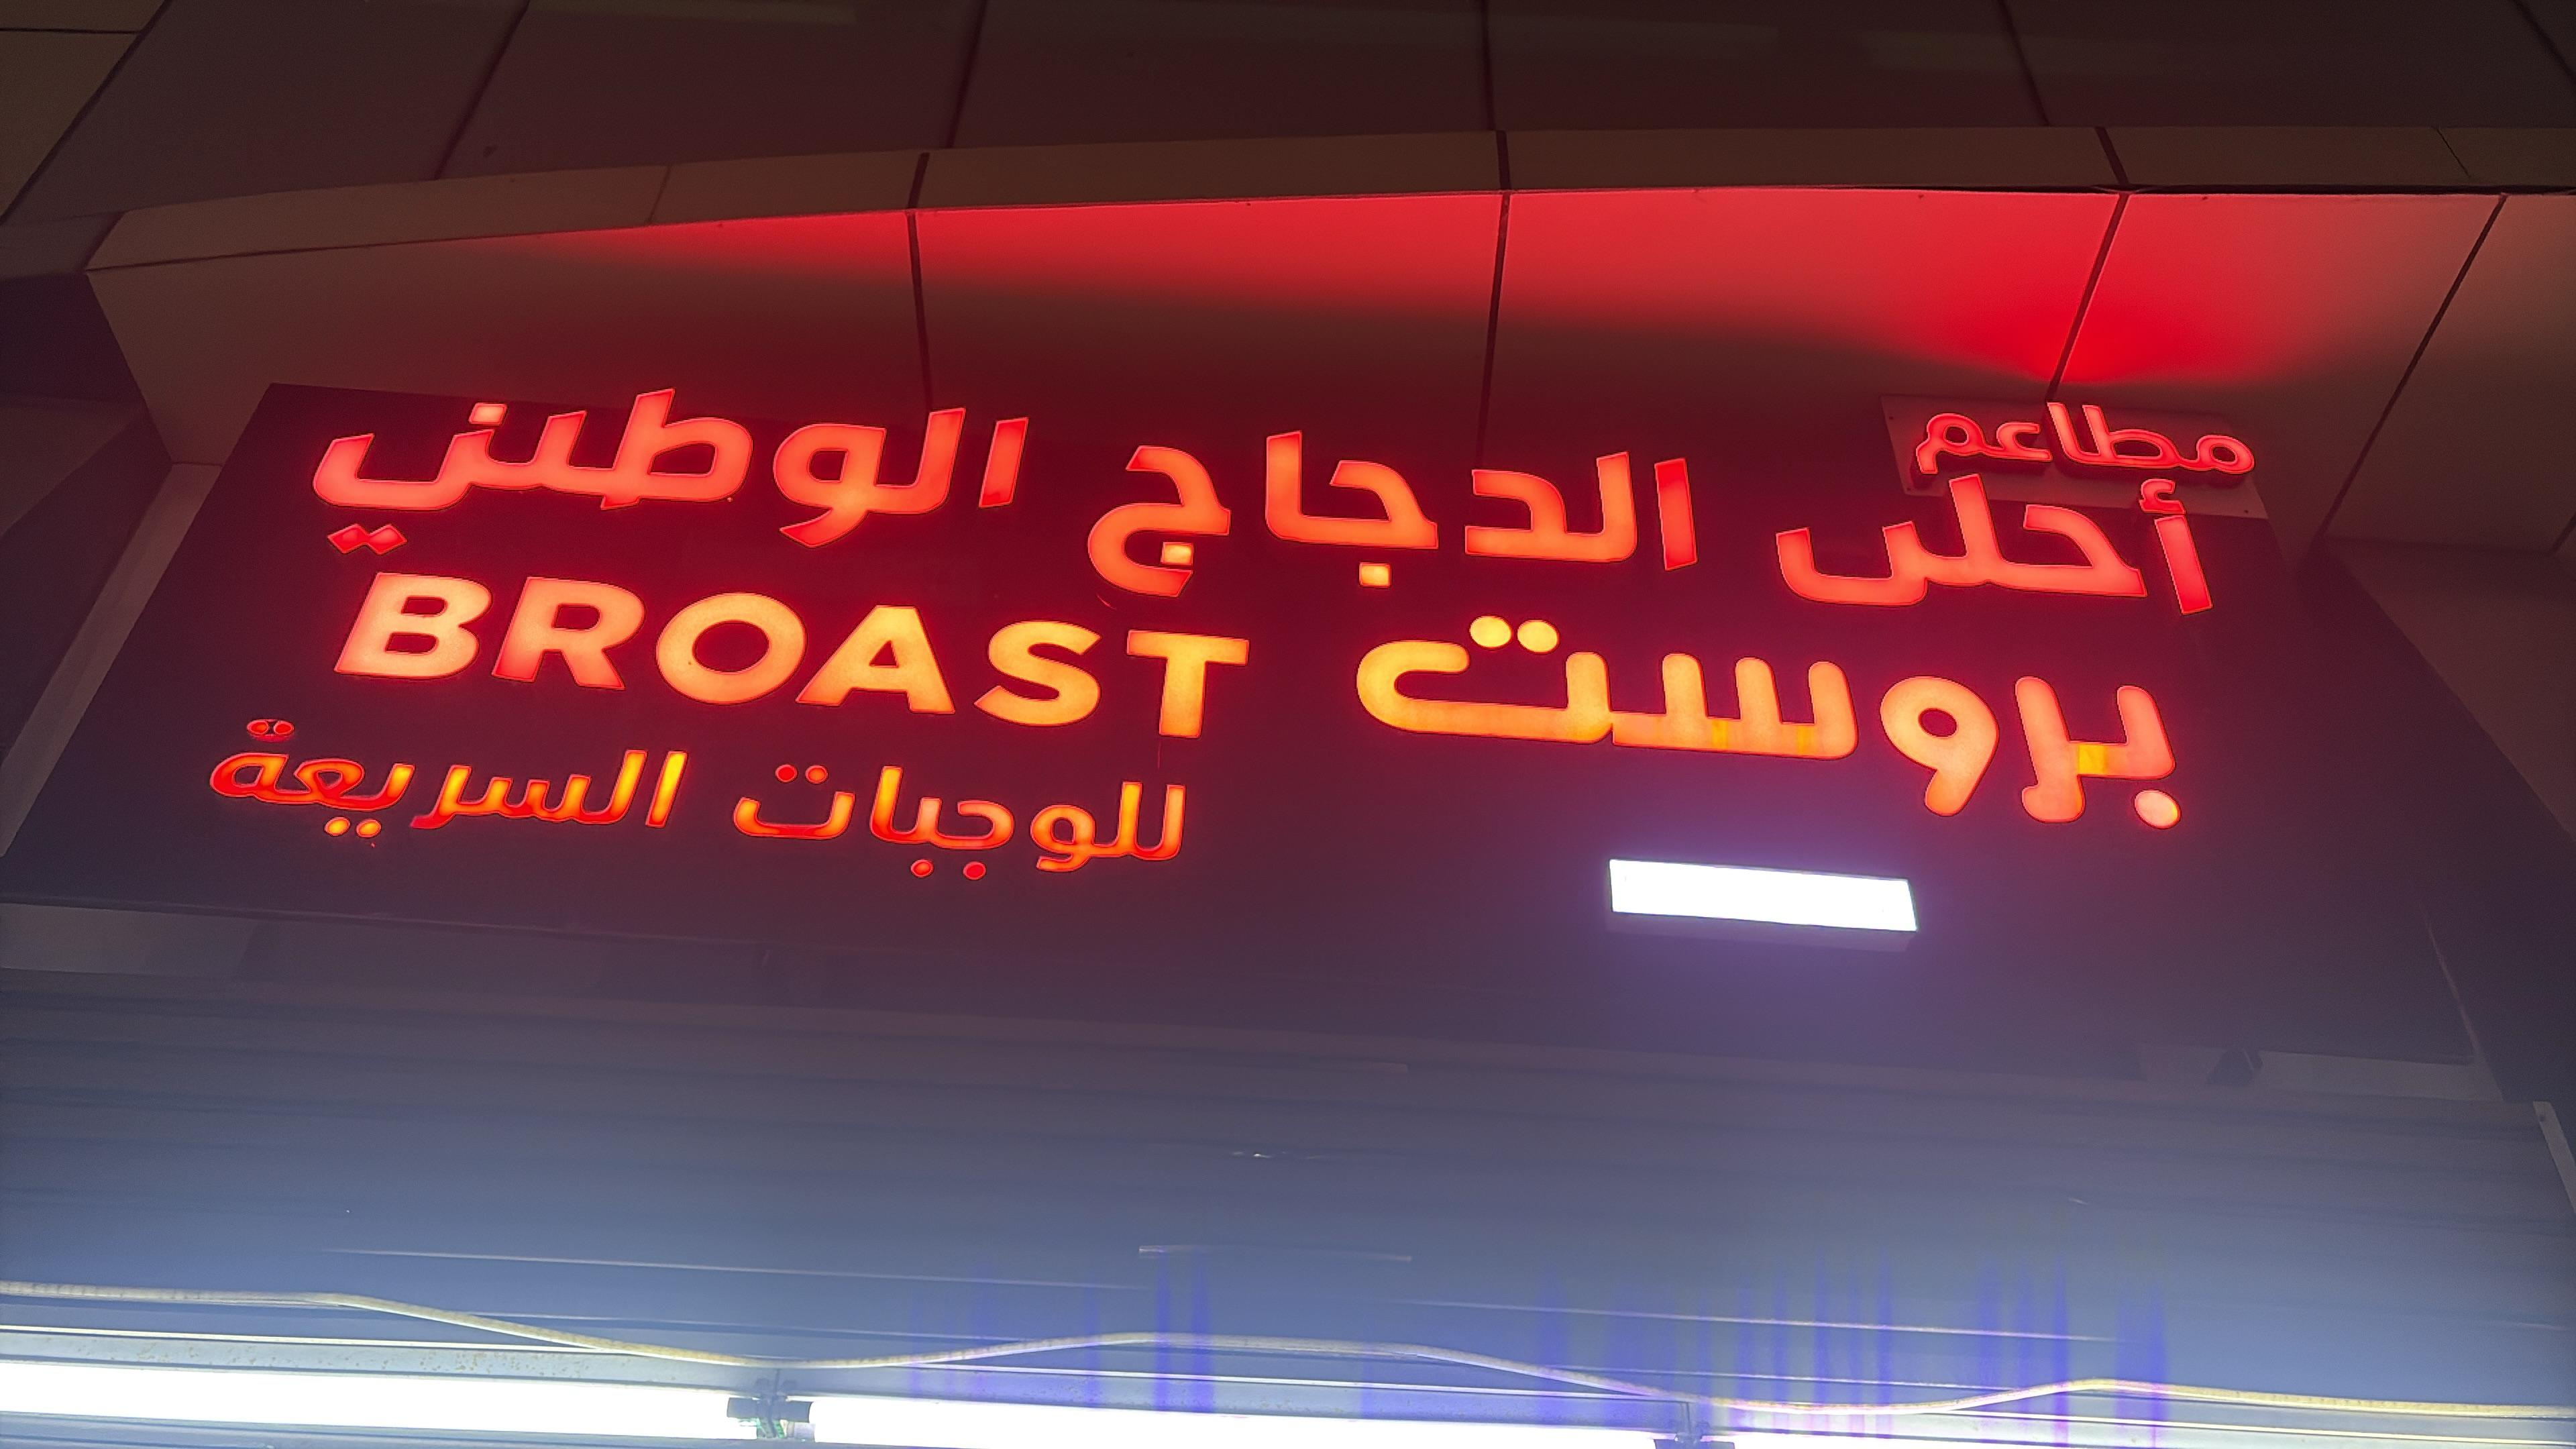 مطاعم
أحلى الدجاج الوطني
بروست BROAST
للوجبات السريعة